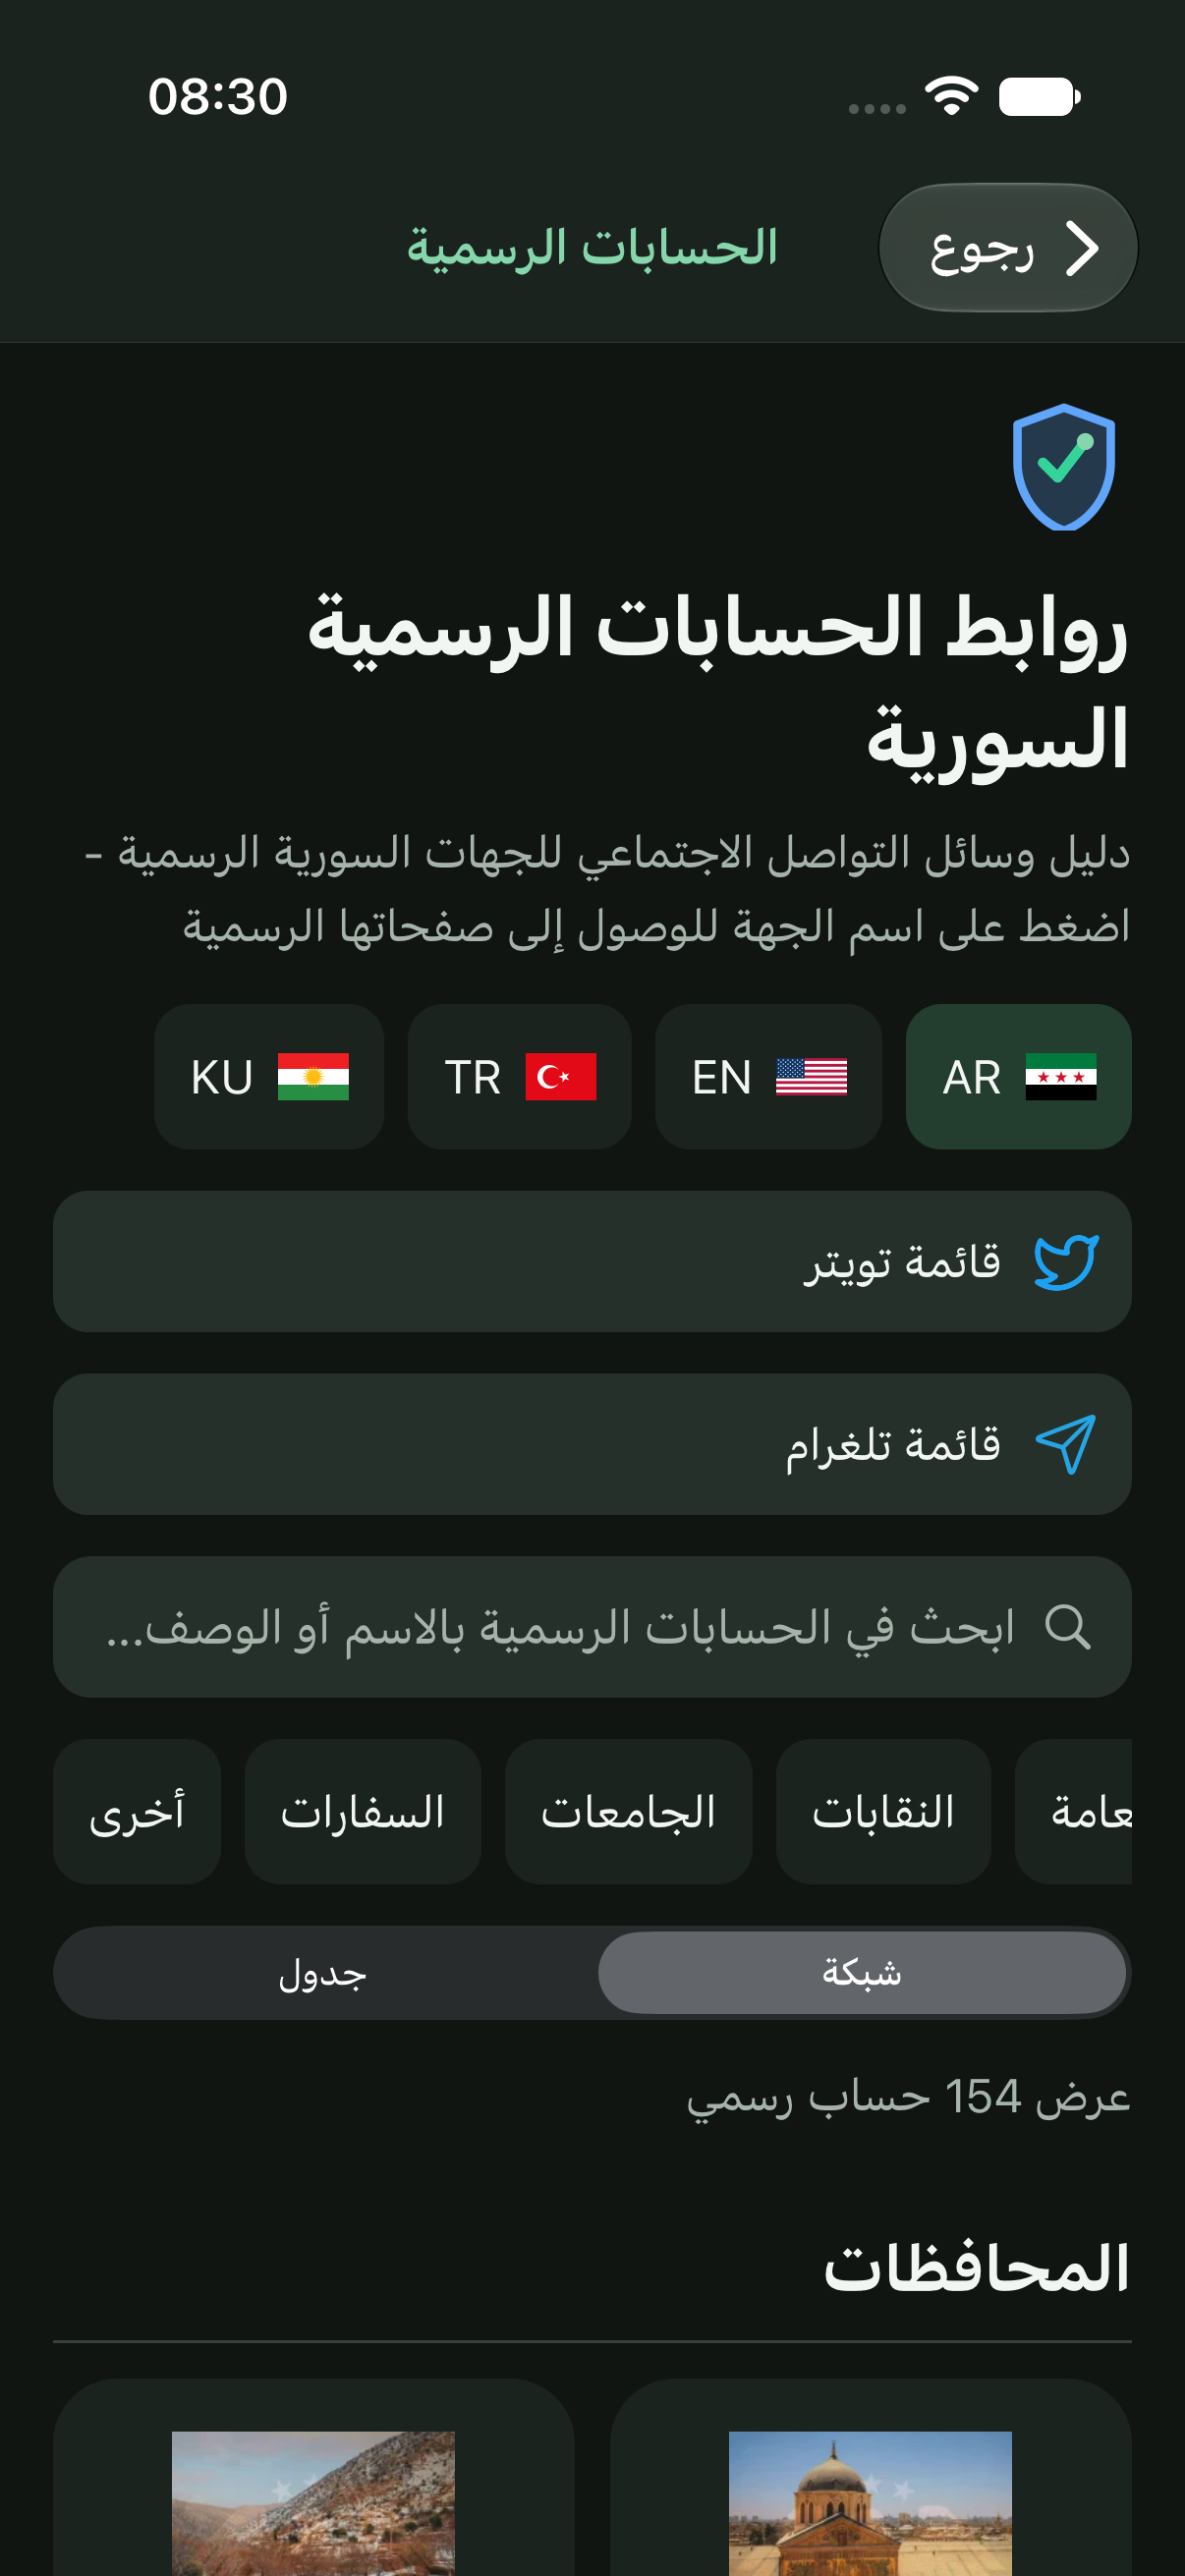 08:30
رجوع
الحسابات الرسمية
روابط الحسابات الرسمية
السورية
دليل وسائل التواصل الاجتماعي للجهات السورية الرسمية -
اضغط على اسم الجهة للوصول إلى صفحاتها الرسمية
AR
EN
TR
KU
قائمة تويتر
قائمة تلغرام
ابحث في الحسابات الرسمية بالاسم أو الوصف...
النقابات
الجامعات
السفارات
أخرى
شبكة
جدول
عرض 154 حساب رسمي
المحافظات